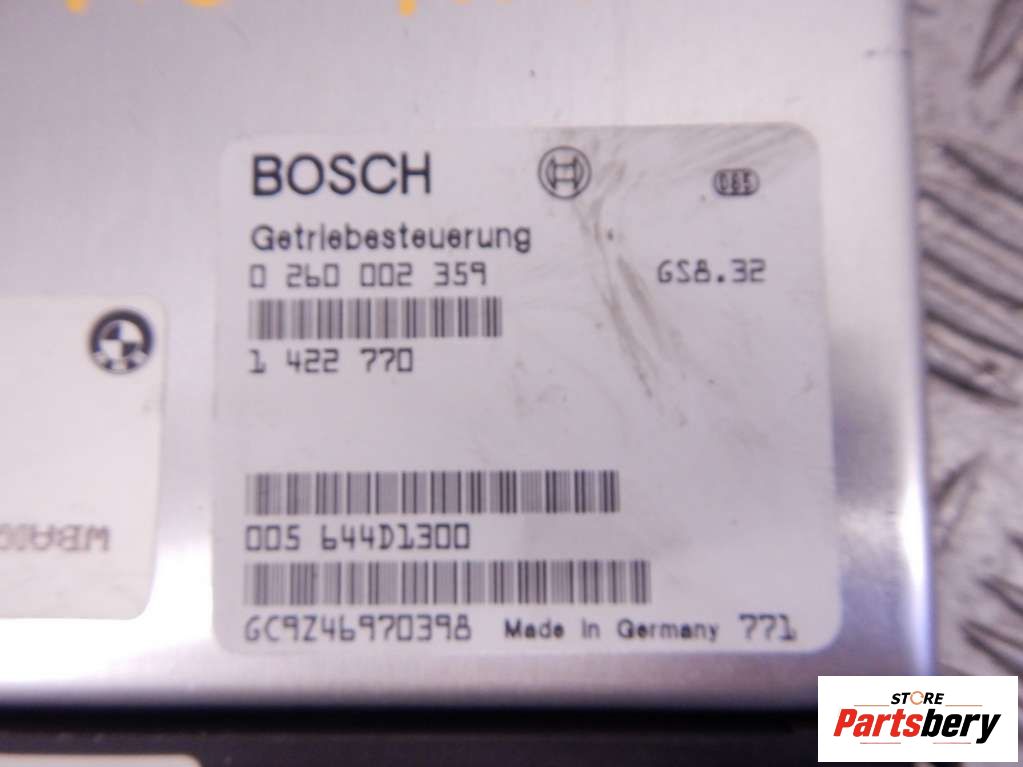 BOSCH
065
Getriebesteuerung
0 260 002 359
GS8.32
1 422 770
005 644D1300
GC9Z46970398 Made in Germany 771
STORE
Partsbery